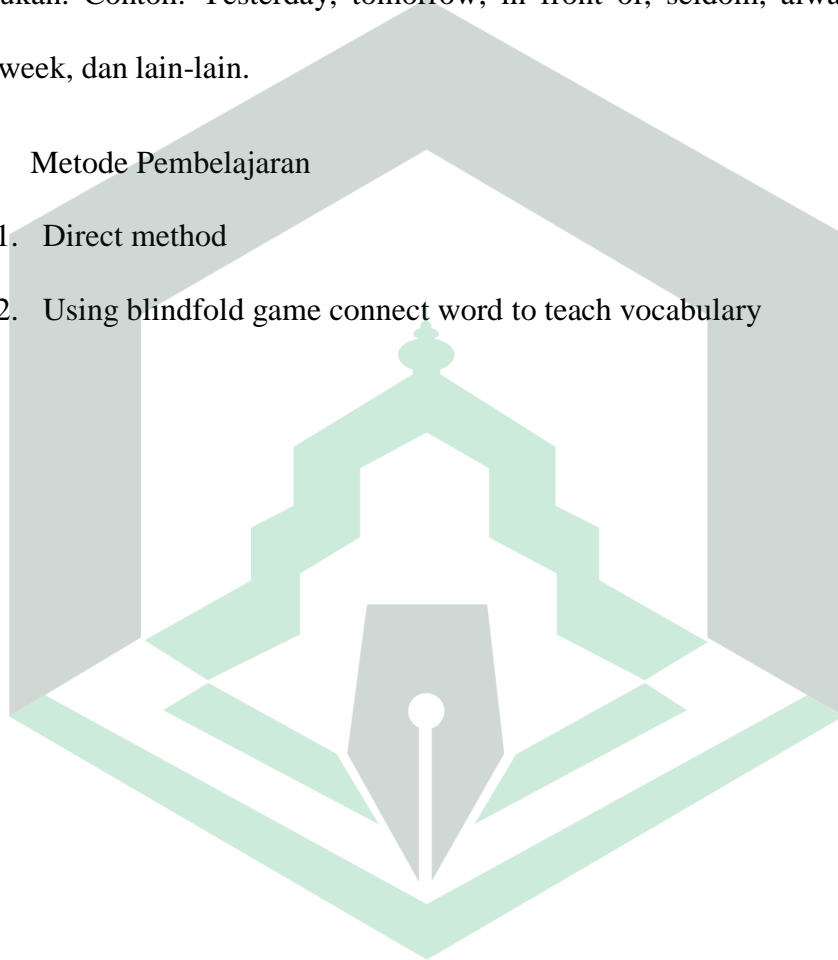 Yesterday, tomorrow, in front of, seldom,
week, dan lain-lain.
Metode Pembelajaran
1. Direct method
2. Using blindfold game connect word to teach vocabulary